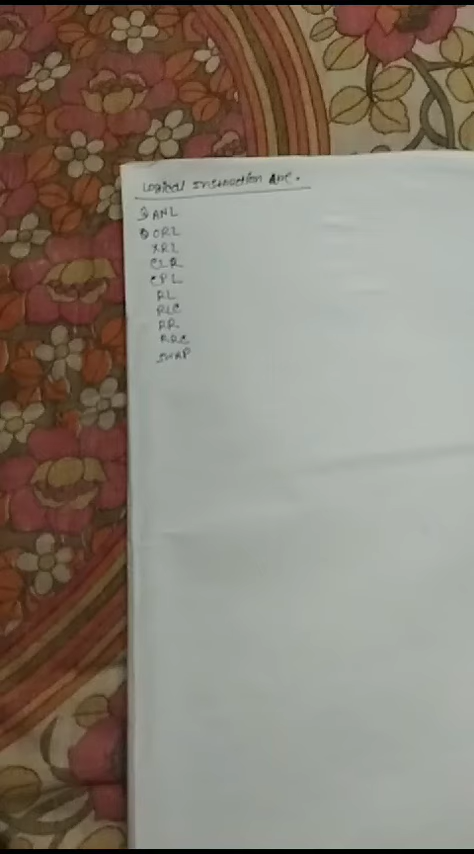 Logical Instruction are.
ANL
ORL
XRL
CLR
CPL
RL
RLC
RR
RRC
SWAP